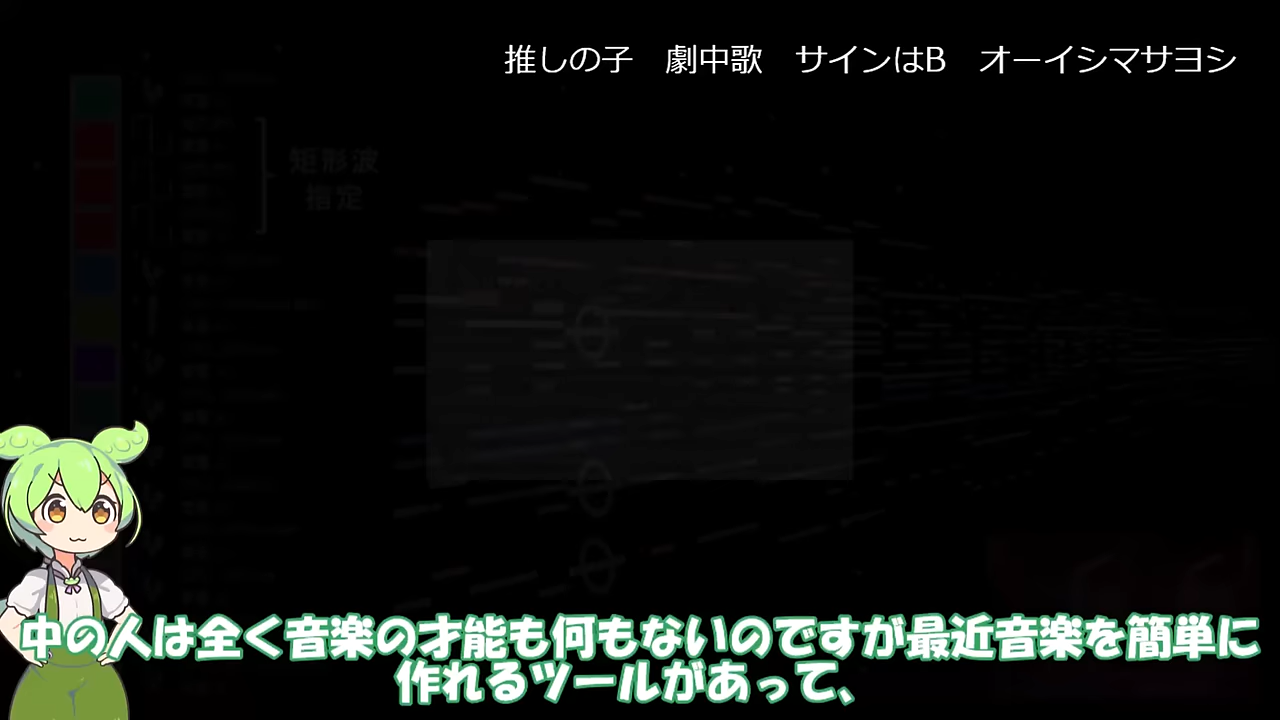 推しの子　劇中歌　サインはB　オーイシマサヨシ
矩形波
指定
中の人は全く音楽の才能も何もないのですが最近音楽を簡単に
作れるツールがあって、